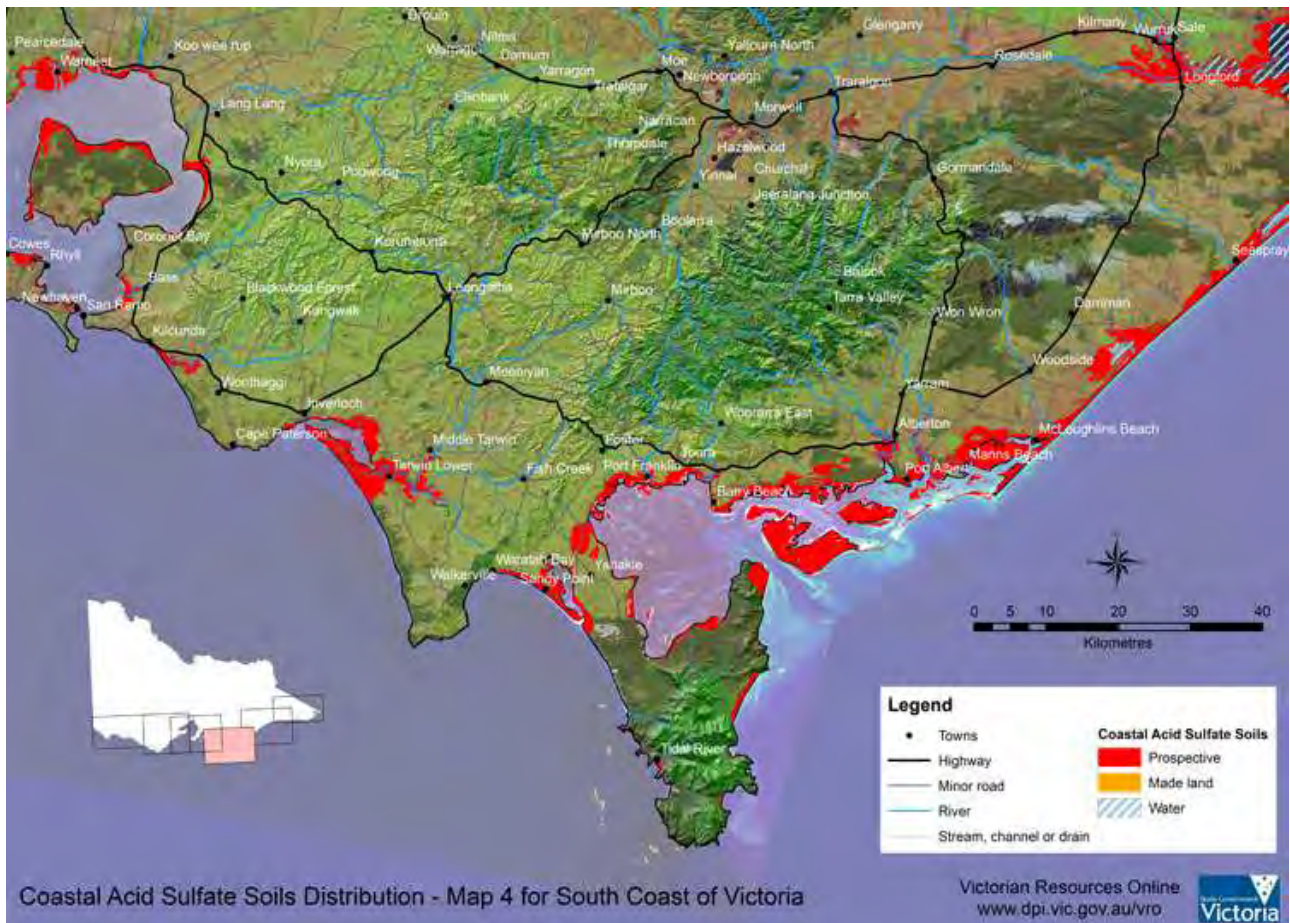 Drouin
Nilma
Glengarry
Kilmany
Wurruk
Sale
Pearcedale
Koo wee rup
Warragul
Darnum
Yallourn North
Rosedale
Warneet
Yarragon
Moe
Newborough
Longford
Trafalgar
Traralgon
Lang Lang
Ellinbank
Morwell
Narracan
Thorpdale
Hazelwood
Nyora
Poowong
Yinnar
Churchill
Gormandale
Jeeralang Junction
Boolarra
Coronet Bay
Korumburra
Mirboo North
Cowes
Rhyll
Seaspray
Bass
Leongatha
Balook
Blackwood Forest
Mirboo
Tarra Valley
Newhaven
San Remo
Kongwak
Won Wron
Darriman
Kilcunda
Woodside
Meeniyan
Wonthaggi
Yarram
Inverloch
Woorarra East
Alberton
McLoughlins Beach
Cape Paterson
Middle Tarwin
Foster
Toora
Manns Beach
Tarwin Lower
Fish Creek
Port Franklin
Port Albert
Barry Beach
Waratah Bay
Yanakie
Walkerville
Sandy Point
Tidal River
0 5 10 20 30 40
Kilometres
Legend
Towns
Highway
Minor road
River
Stream, channel or drain
Coastal Acid Sulfate Soils
Prospective
Made land
Water
Coastal Acid Sulfate Soils Distribution - Map 4 for South Coast of Victoria
Victorian Resources Online
www.dpi.vic.gov.au/vro
Victoria